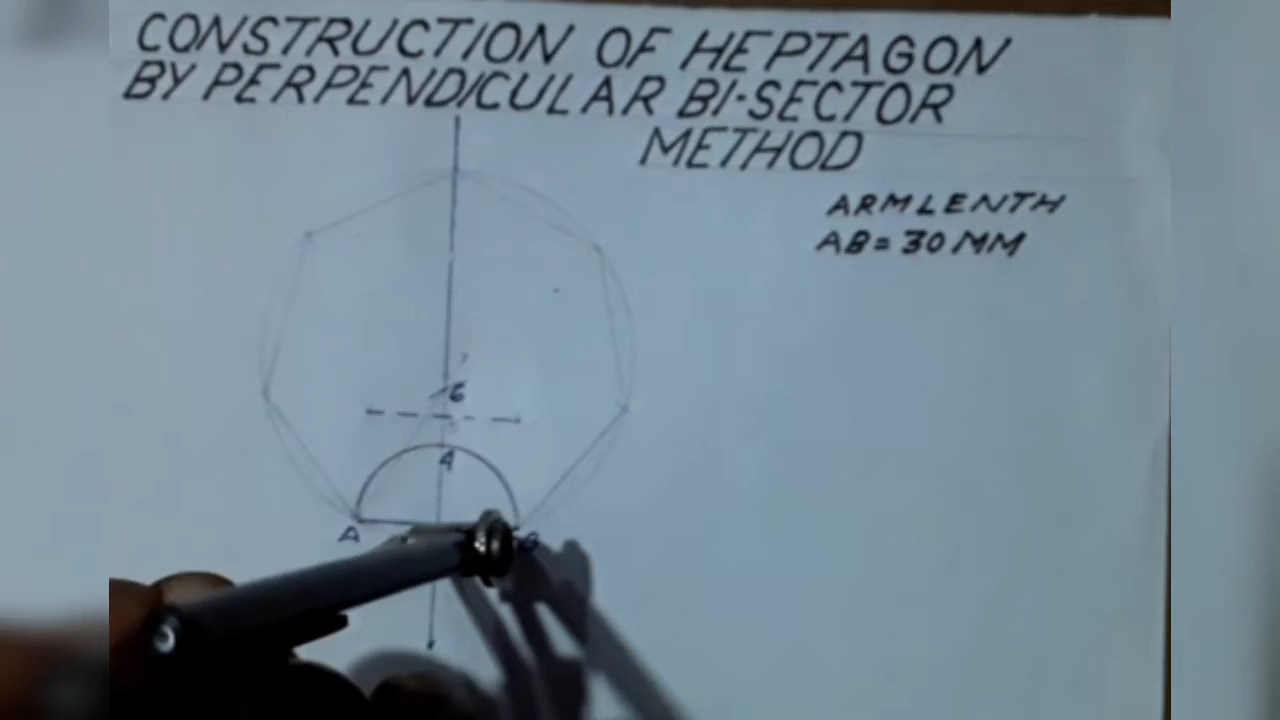 CONSTRUCTION OF HEPTAGON
BY PERPENDICULAR BI-SECTOR
METHOD
ARMLENTH
AB = 30 MM
6
4
A
B